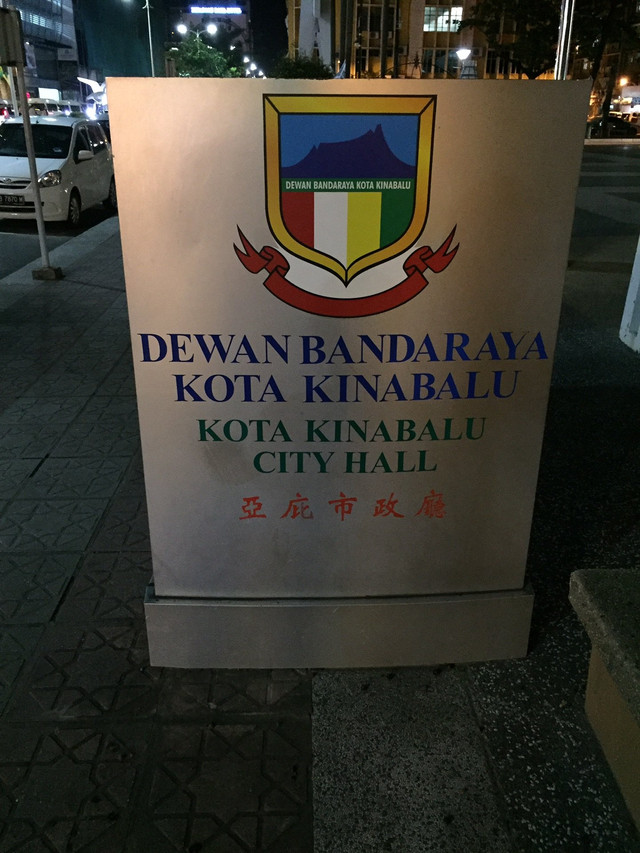 DEWAN BANDARAYA KOTA KINABALU
DEWAN BANDARAYA
KOTA KINABALU
KOTA KINABALU
CITY HALL
亞庇市政廳